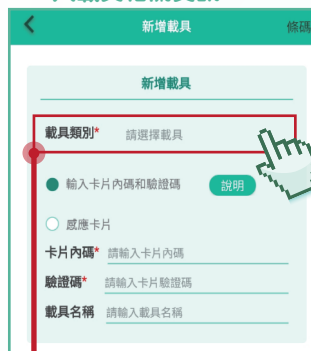 新增載具 條碼
新增載具
載具類別* 請選擇載具
輸入卡片內碼和驗證碼 說明
感應卡片
卡片內碼* 請輸入卡片內碼
驗證碼* 請輸入卡片驗證碼
載具名稱 請輸入載具名稱